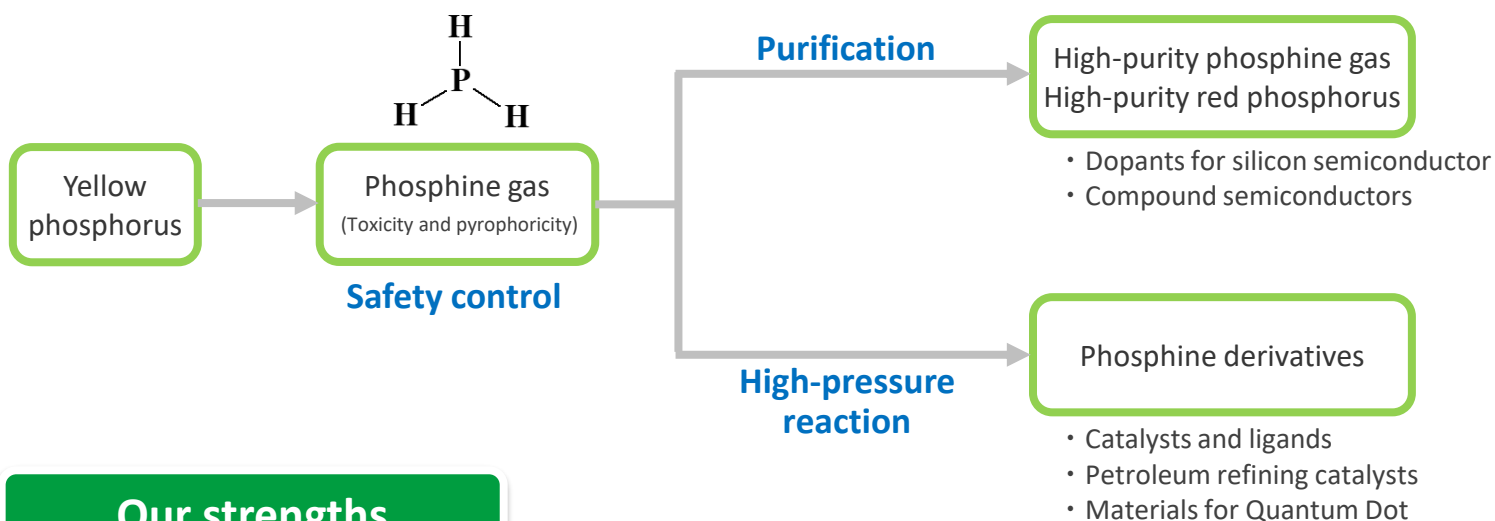 H
P
H
H
Yellow
phosphorus
Phosphine gas
(Toxicity and pyrophoricity)
Safety control
Purification
High-purity phosphine gas
High-purity red phosphorus
・Dopants for silicon semiconductor
・Compound semiconductors
High-pressure
reaction
Phosphine derivatives
・Catalysts and ligands
・Petroleum refining catalysts
・Materials for Quantum Dot
Our strengths